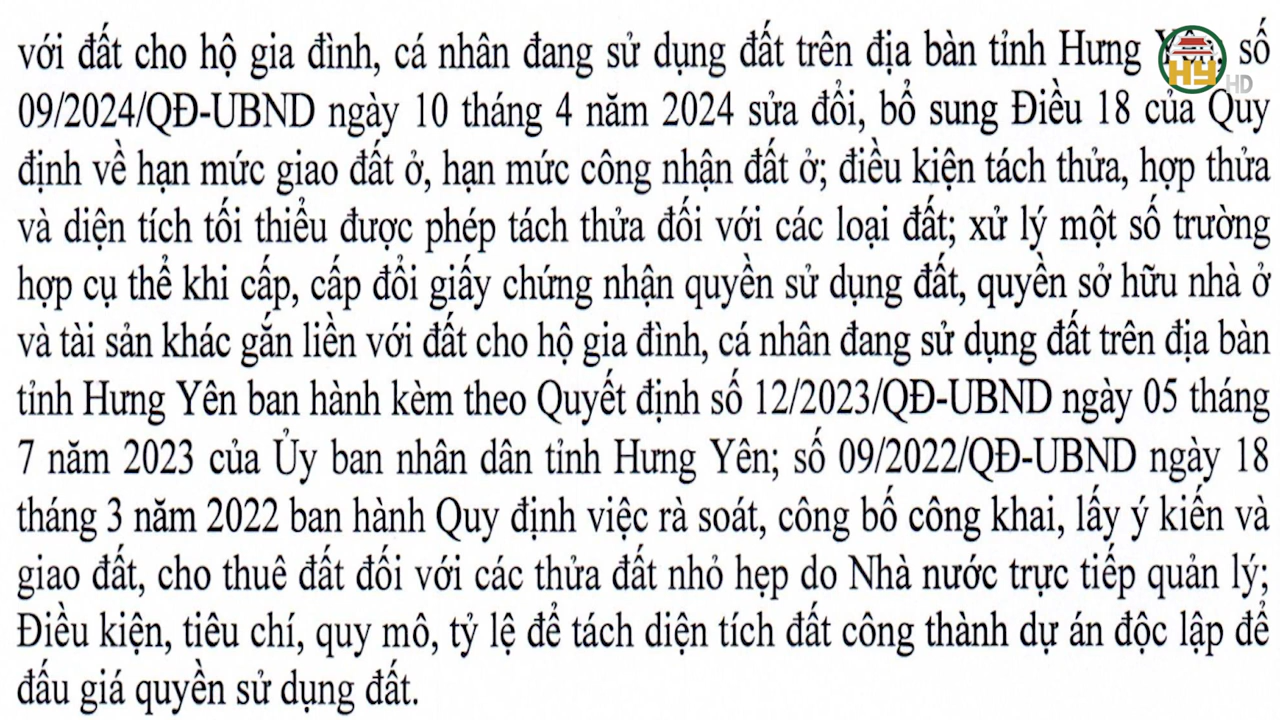 với đất cho hộ gia đình, cá nhân đang sử dụng đất trên địa bàn tỉnh Hưng Yên, số
09/2024/QĐ-UBND ngày 10 tháng 4 năm 2024 sửa đổi, bổ sung Điều 18 của Quy
định về hạn mức giao đất ở, hạn mức công nhận đất ở; điều kiện tách thửa, hợp thửa
và diện tích tối thiểu được phép tách thửa đối với các loại đất; xử lý một số trường
hợp cụ thể khi cấp, cấp đổi giấy chứng nhận quyền sử dụng đất, quyền sở hữu nhà ở
và tài sản khác gắn liền với đất cho hộ gia đình, cá nhân đang sử dụng đất trên địa bàn
tỉnh Hưng Yên ban hành kèm theo Quyết định số 12/2023/QĐ-UBND ngày 05 tháng
7 năm 2023 của Ủy ban nhân dân tỉnh Hưng Yên; số 09/2022/QĐ-UBND ngày 18
tháng 3 năm 2022 ban hành Quy định việc rà soát, công bố công khai, lấy ý kiến và
giao đất, cho thuê đất đối với các thửa đất nhỏ hẹp do Nhà nước trực tiếp quản lý;
Điều kiện, tiêu chí, quy mô, tỷ lệ để tách diện tích đất công thành dự án độc lập để
đấu giá quyền sử dụng đất.
HY HD